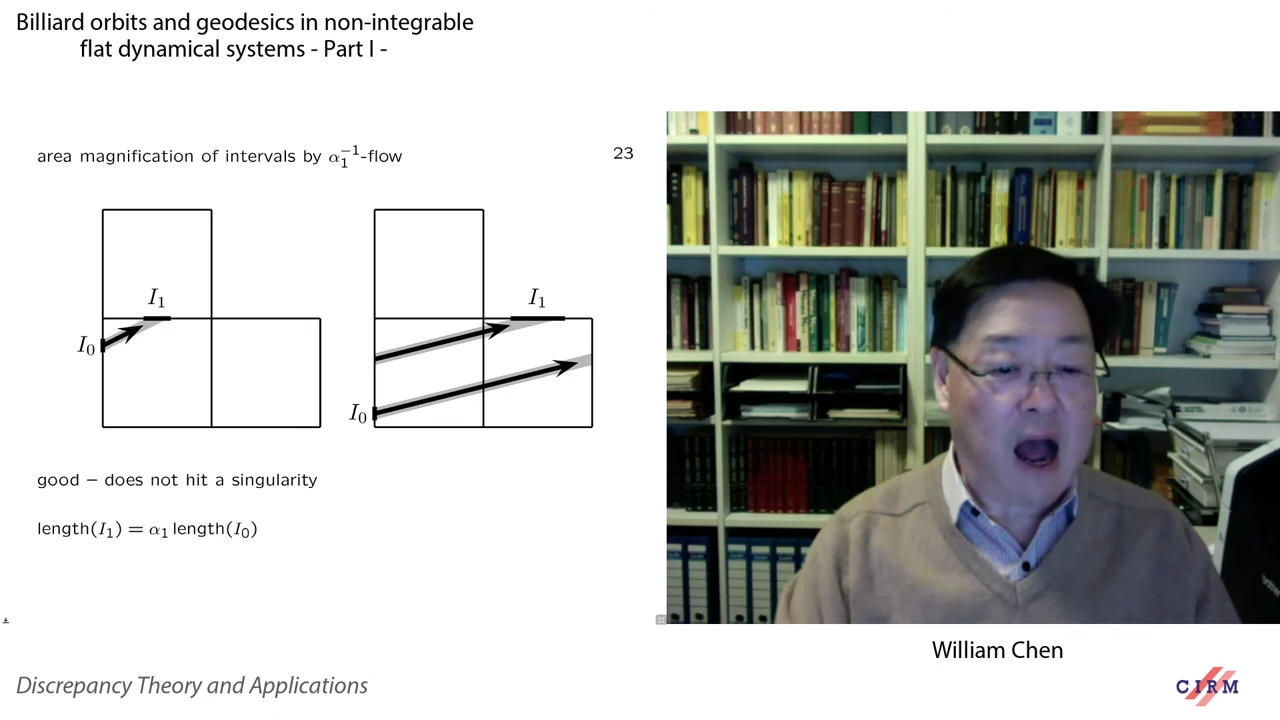 Billiard orbits and geodesics in non-integrable
flat dynamical systems - Part I -
area magnification of intervals by α₁⁻¹-flow
23
I₁
I₀
I₁
I₀
good – does not hit a singularity
length(I₁) = α₁ length(I₀)
William Chen
Discrepancy Theory and Applications
CIRM